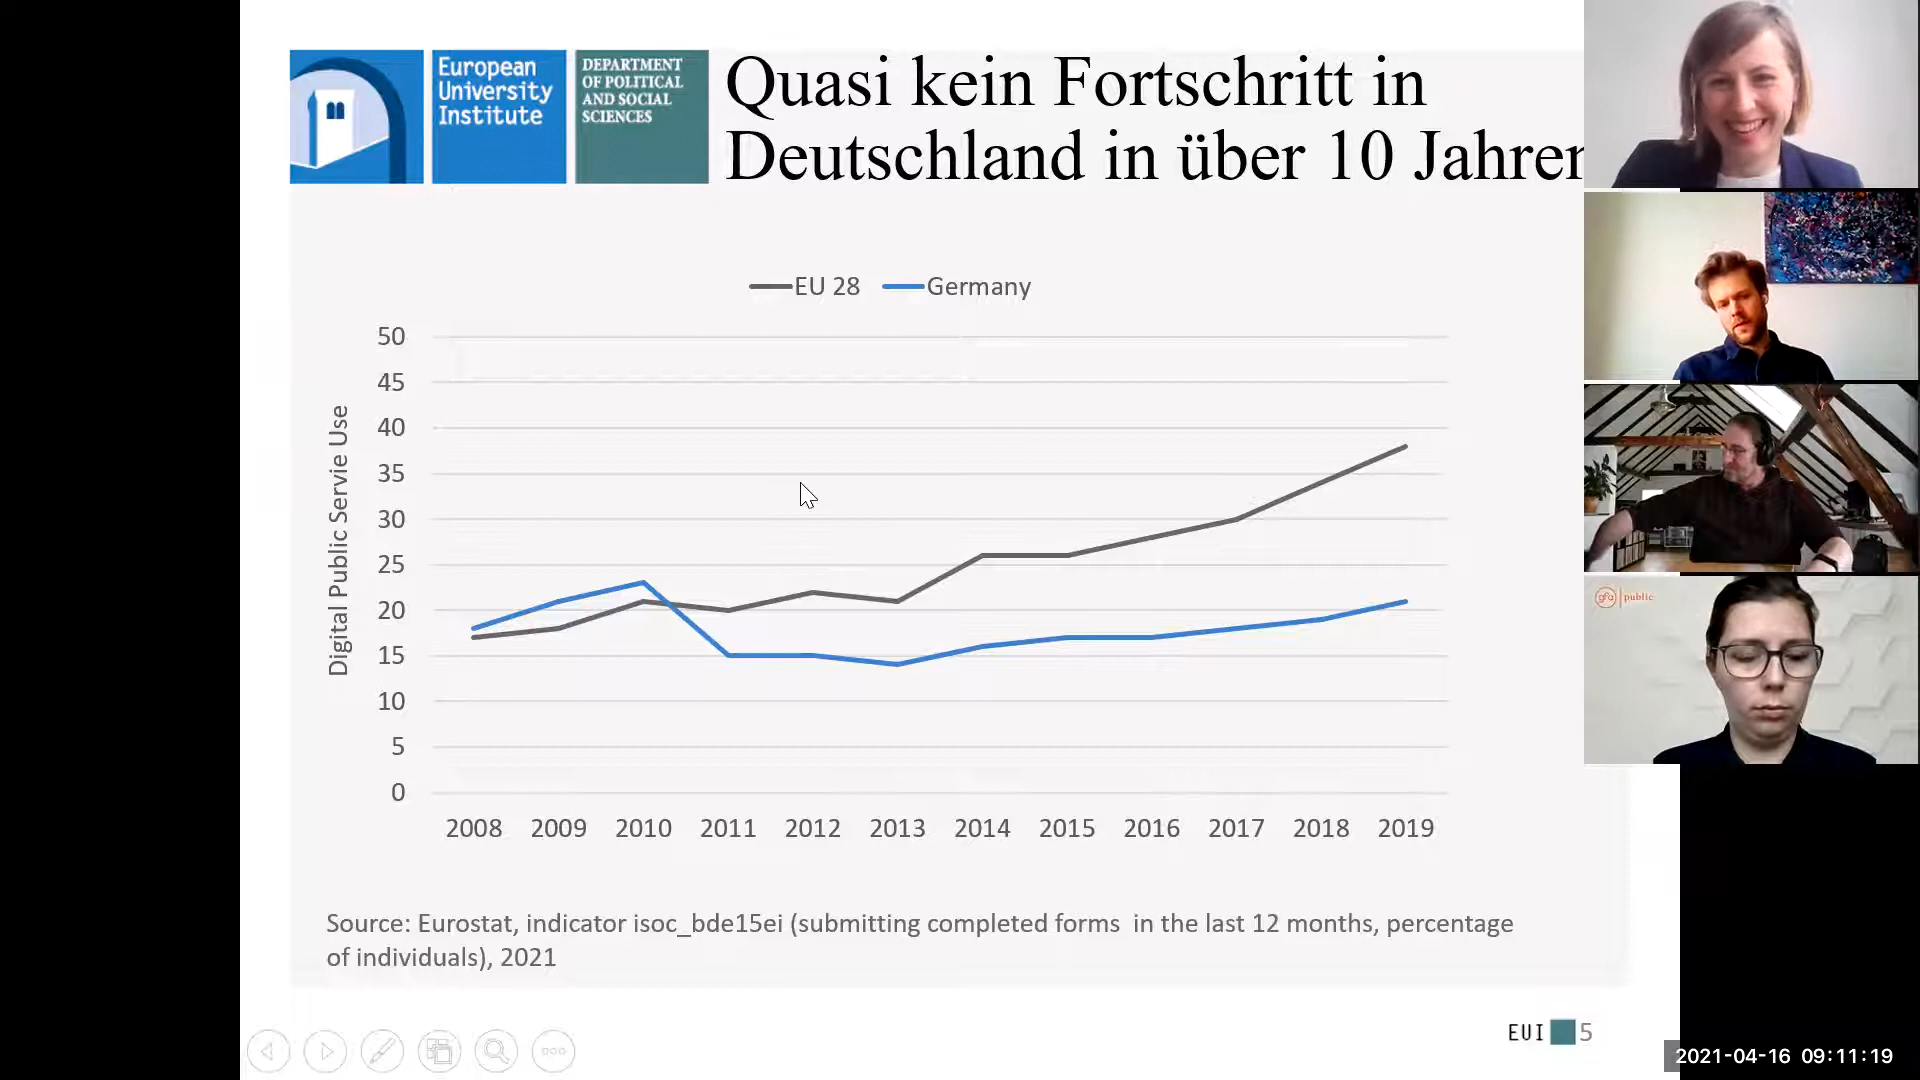 European
University
Institute
DEPARTMENT
OF POLITICAL
AND SOCIAL
SCIENCES
Quasi kein Fortschritt in
Deutschland in über 10 Jahren
EU 28 Germany
50
45
40
35
30
25
20
15
10
5
0
Digital Public Servie Use
2008 2009 2010 2011 2012 2013 2014 2015 2016 2017 2018 2019
Source: Eurostat, indicator isoc_bde15ei (submitting completed forms in the last 12 months, percentage
of individuals), 2021
EUI 5
gfa public
2021-04-16 09:11:19